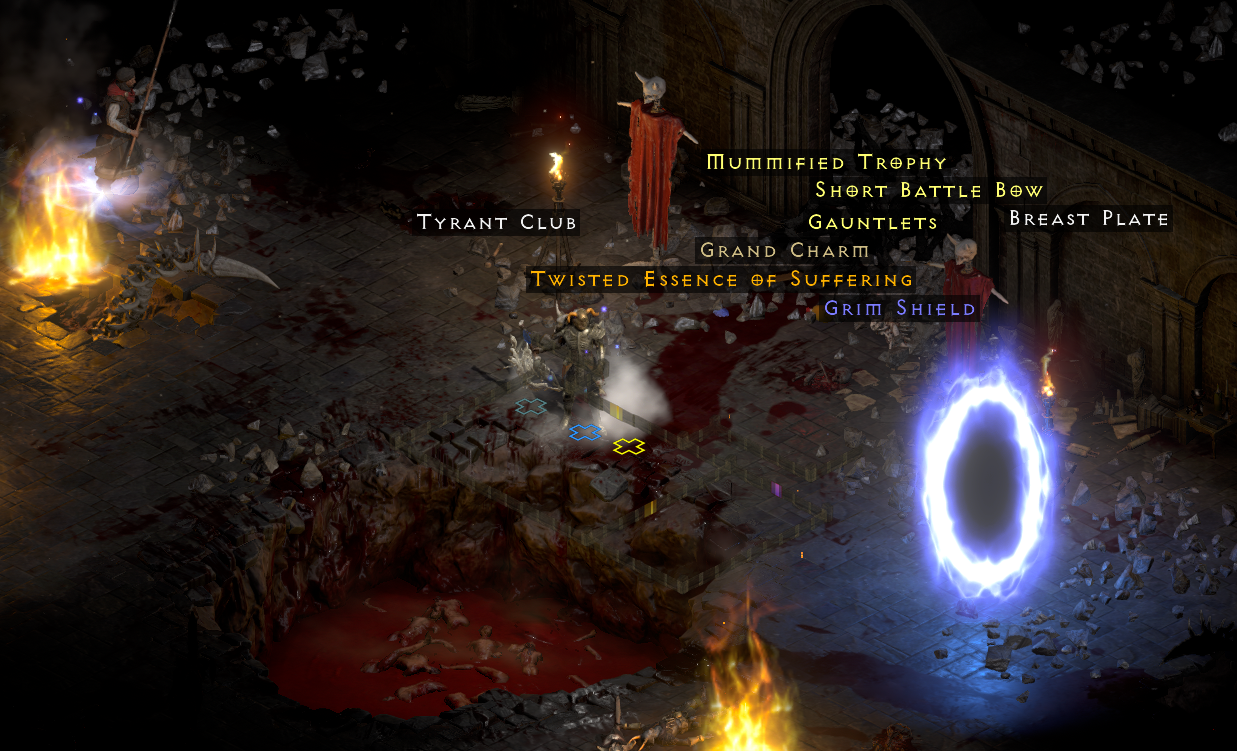 Mummified Trophy
Short Battle Bow
Tyrant Club
Gauntlets
Breast Plate
Grand Charm
Twisted Essence of Suffering
Grim Shield